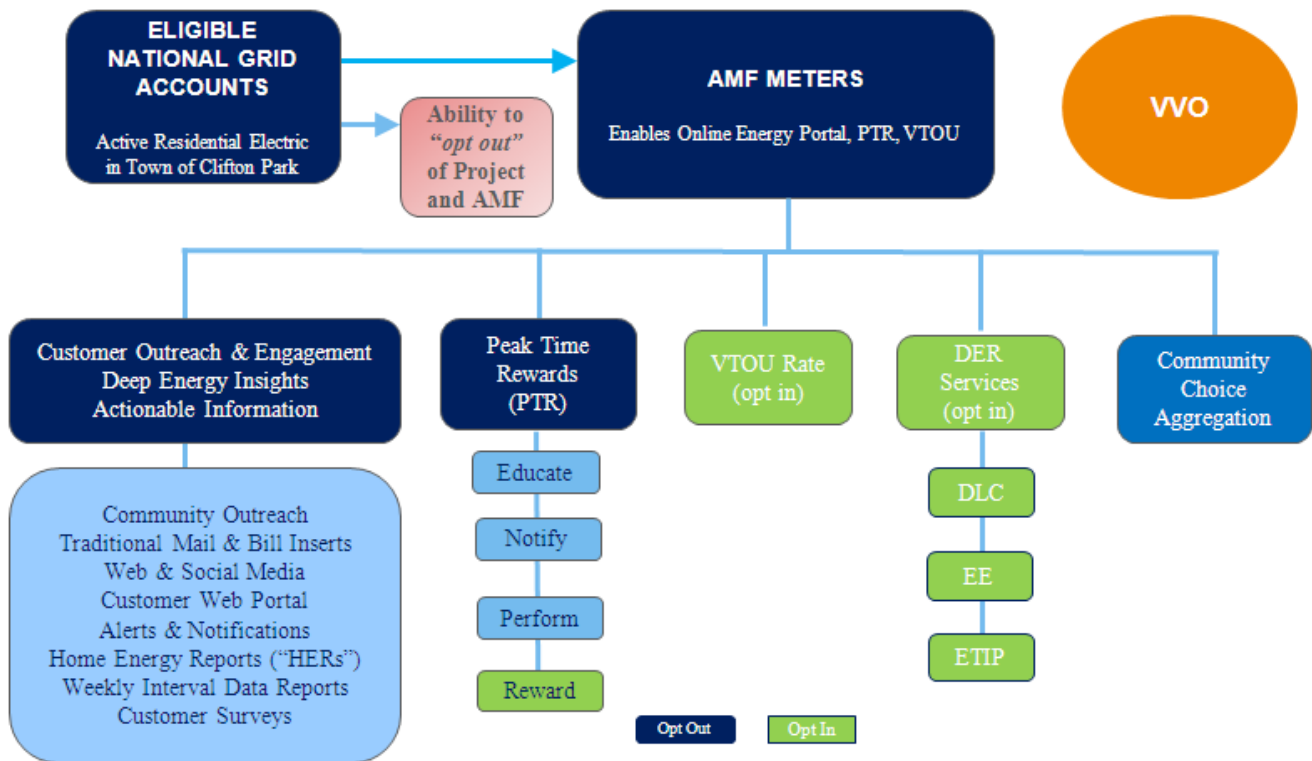 ELIGIBLE
NATIONAL GRID
ACCOUNTS
Active Residential Electric
in Town of Clifton Park
Ability to
“opt out”
of Project
and AMF
AMF METERS
Enables Online Energy Portal, PTR, VTOU
VVO
Customer Outreach & Engagement
Deep Energy Insights
Actionable Information
Community Outreach
Traditional Mail & Bill Inserts
Web & Social Media
Customer Web Portal
Alerts & Notifications
Home Energy Reports (“HERs”)
Weekly Interval Data Reports
Customer Surveys
Peak Time
Rewards
(PTR)
Educate
Notify
Perform
Reward
VTOU Rate
(opt in)
DER
Services
(opt in)
DLC
EE
ETIP
Community
Choice
Aggregation
Opt Out
Opt In